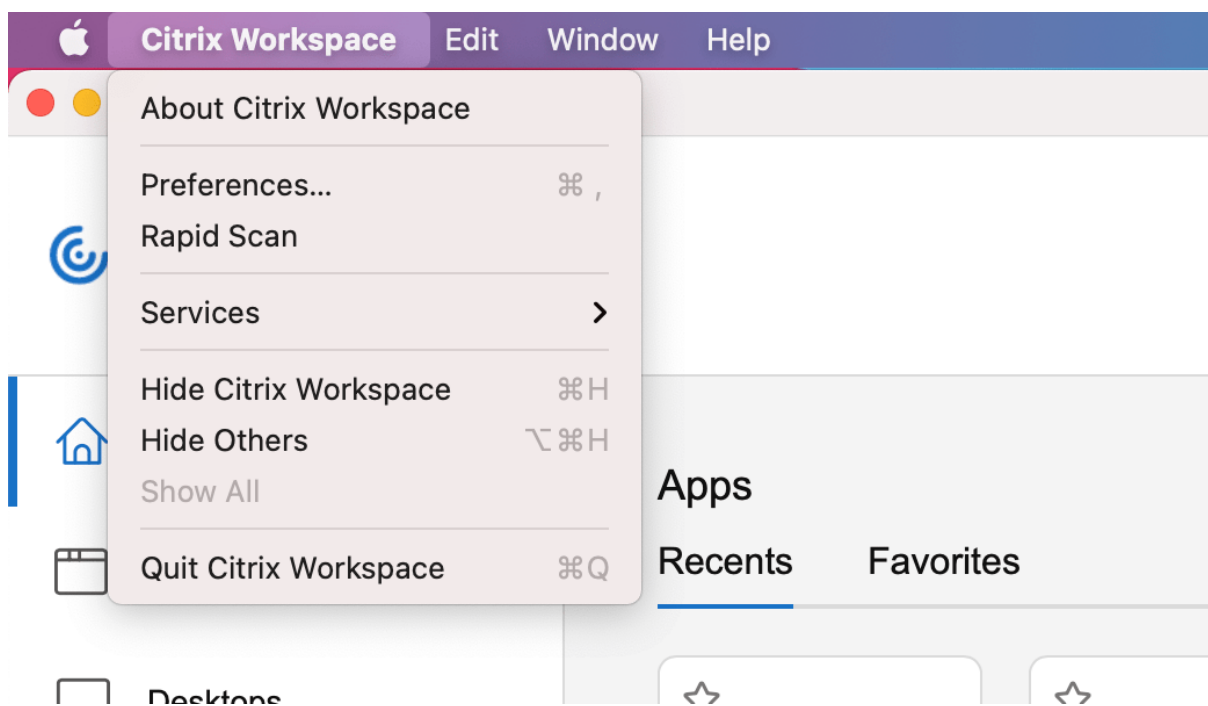 Citrix Workspace Edit Window Help
About Citrix Workspace
Preferences... ⌘ ,
Rapid Scan
Services
Hide Citrix Workspace ⌘H
Hide Others ⌥⌘H
Show All
Quit Citrix Workspace ⌘Q
Apps
Recents Favorites
Desktops